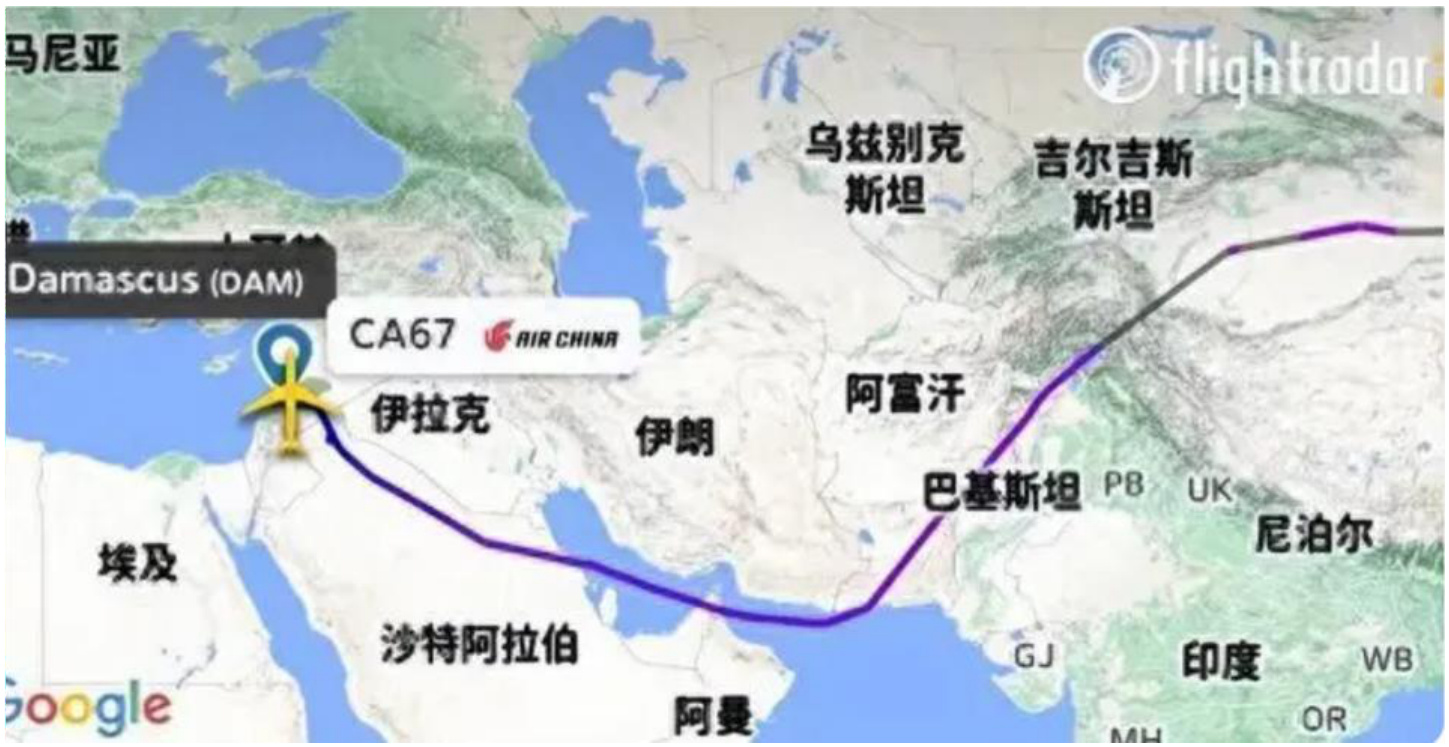 马尼亚
flightradar
乌兹别克
斯坦
吉尔吉斯
斯坦
Damascus (DAM)
CA67 AIR CHINA
伊拉克
伊朗
阿富汗
巴基斯坦
PB
UK
尼泊尔
埃及
沙特阿拉伯
阿曼
GJ
印度
WB
OR
MH
Google